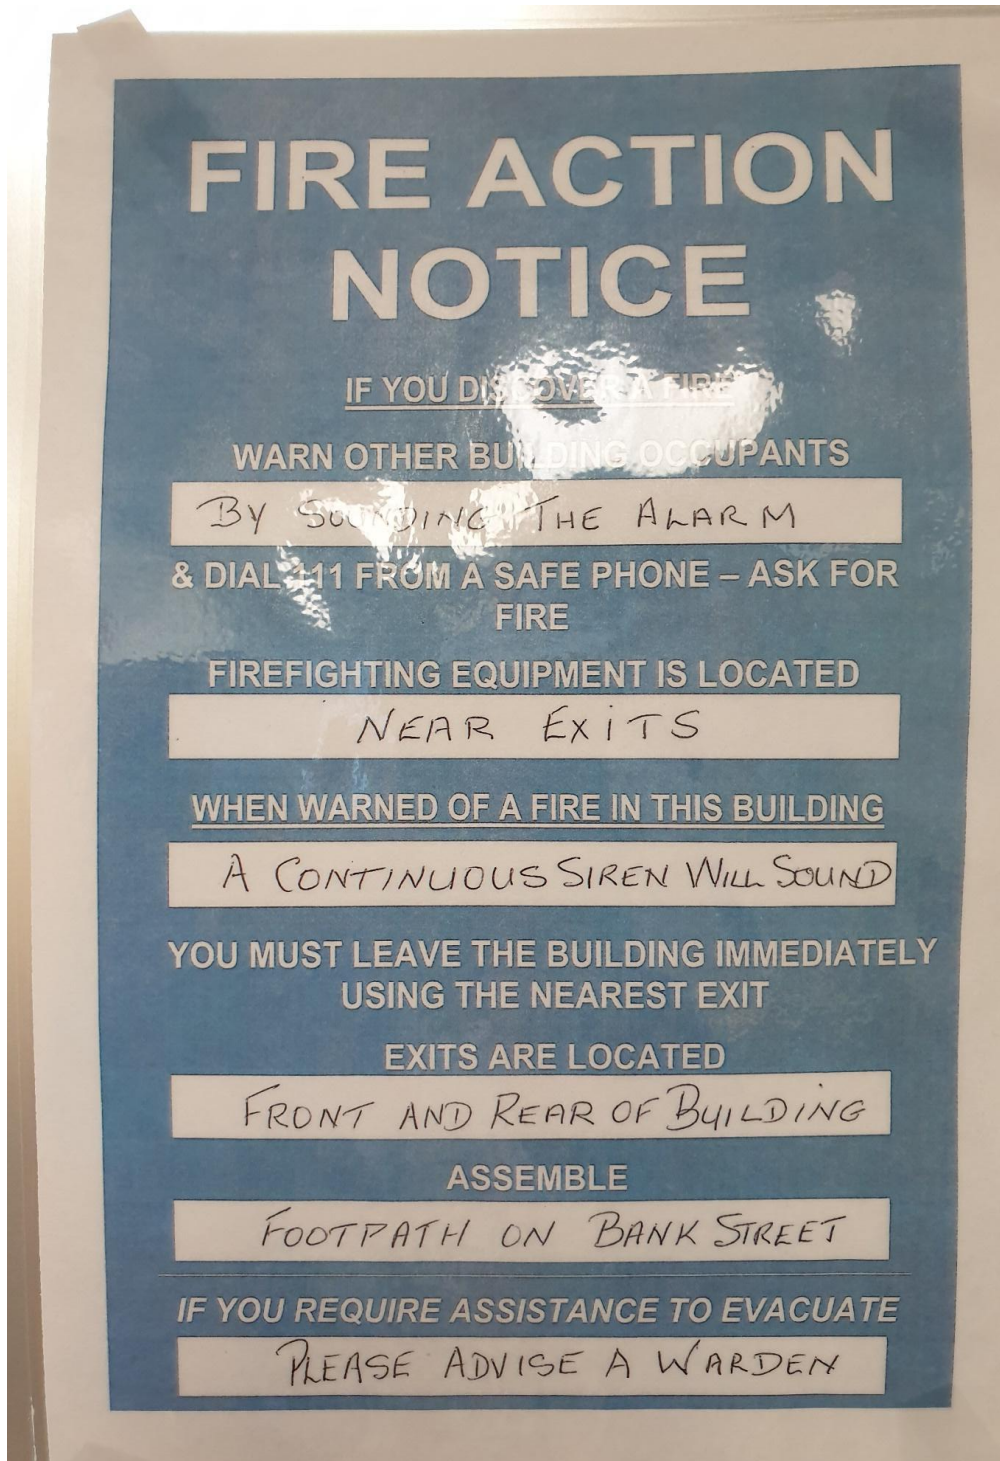 FIRE ACTION
NOTICE
IF YOU DISCOVER A FIRE
WARN OTHER BUILDING OCCUPANTS
BY SOUNDING THE ALARM
& DIAL 111 FROM A SAFE PHONE – ASK FOR
FIRE
FIREFIGHTING EQUIPMENT IS LOCATED
NEAR EXITS
WHEN WARNED OF A FIRE IN THIS BUILDING
A CONTINUOUS SIREN WILL SOUND
YOU MUST LEAVE THE BUILDING IMMEDIATELY
USING THE NEAREST EXIT
EXITS ARE LOCATED
FRONT AND REAR OF BUILDING
ASSEMBLE
FOOTPATH ON BANK STREET
IF YOU REQUIRE ASSISTANCE TO EVACUATE
PLEASE ADVISE A WARDEN